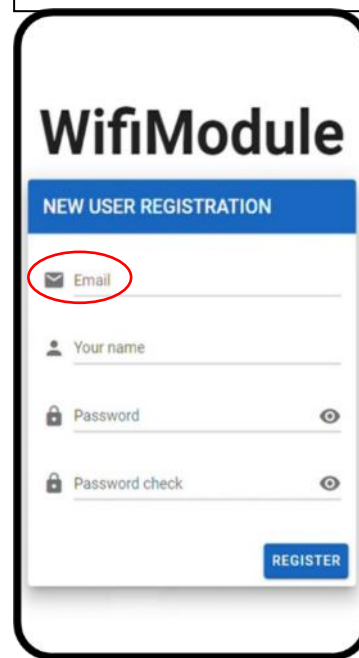 WifiModule
NEW USER REGISTRATION
Email
Your name
Password
Password check
REGISTER